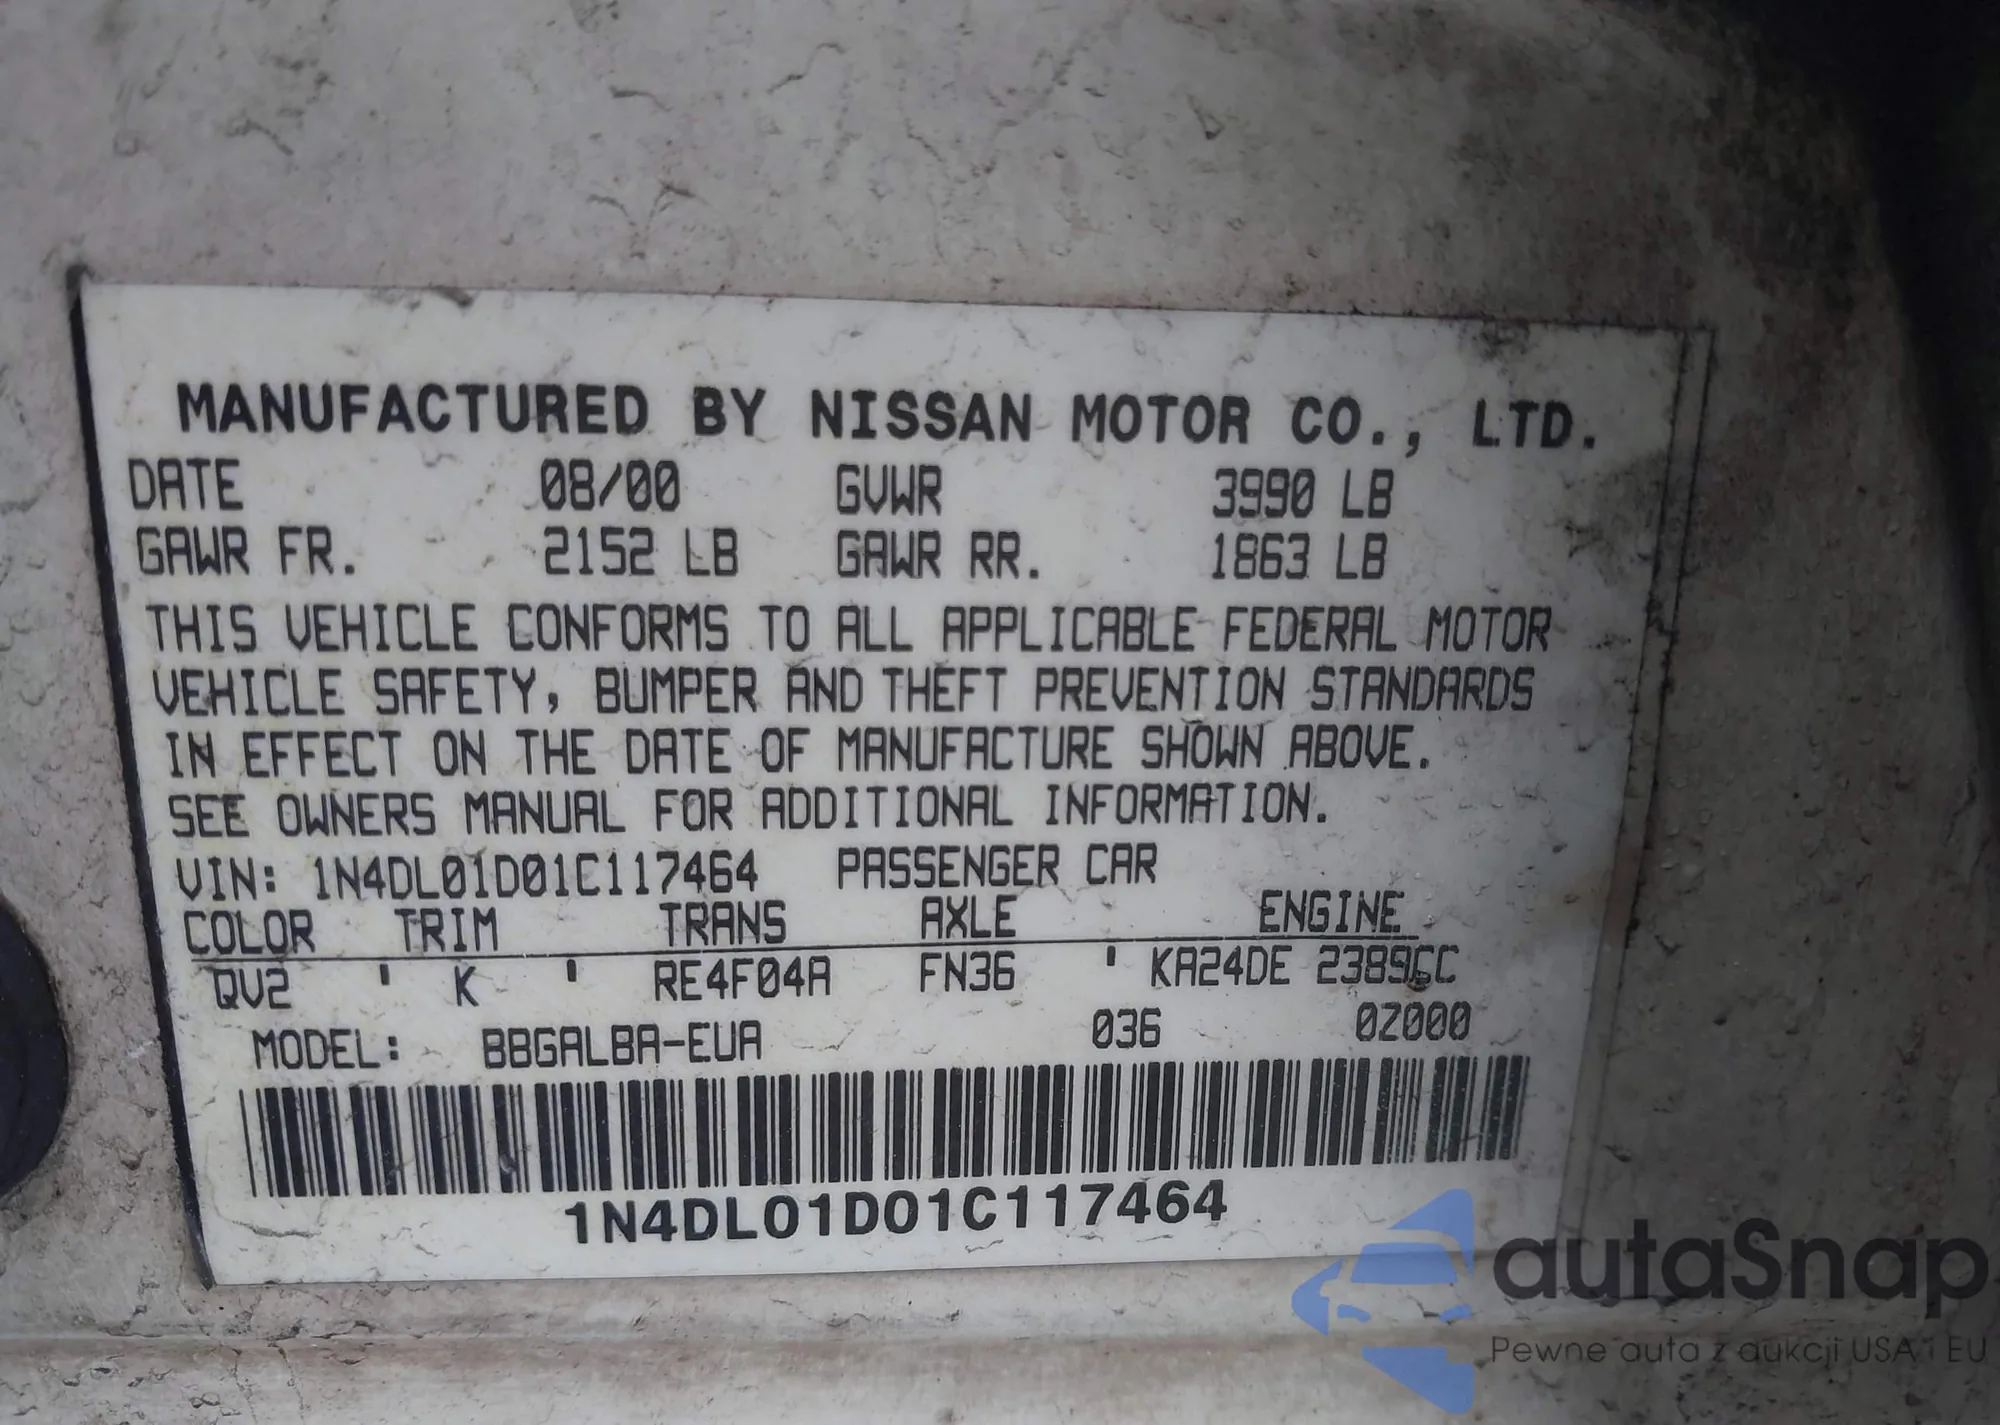 MANUFACTURED BY NISSAN MOTOR CO., LTD.
DATE 08/00 GVWR 3990 LB
GAWR FR. 2152 LB GAWR RR. 1863 LB
THIS VEHICLE CONFORMS TO ALL APPLICABLE FEDERAL MOTOR
VEHICLE SAFETY, BUMPER AND THEFT PREVENTION STANDARDS
IN EFFECT ON THE DATE OF MANUFACTURE SHOWN ABOVE.
SEE OWNERS MANUAL FOR ADDITIONAL INFORMATION.
VIN: 1N4DL01D01C117464 PASSENGER CAR
COLOR TRIM TRANS AXLE ENGINE
QV2 ' K ' RE4F04A FN36 ' KA24DE 2389CC
MODEL: BBGALBA-EUA 036 0Z000
1N4DL01D01C117464
autaSnap
Pewne auta z aukcji USA i EU